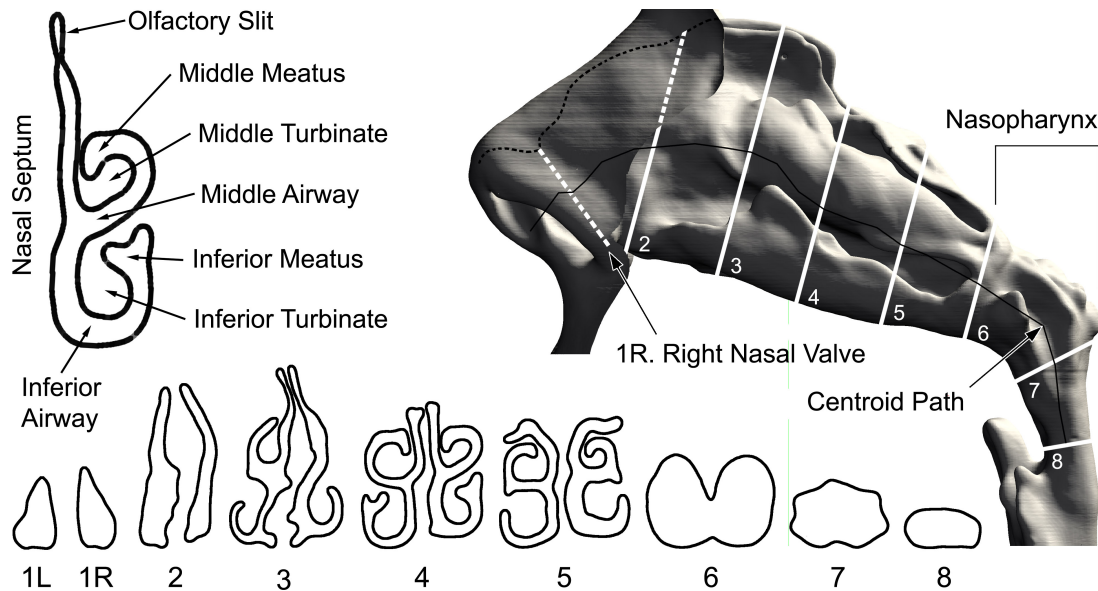 Olfactory Slit
Middle Meatus
Middle Turbinate
Middle Airway
Inferior Meatus
Inferior Turbinate
Nasal Septum
Inferior
Airway
Nasopharynx
2
3
4
5
6
7
8
1R. Right Nasal Valve
Centroid Path
1L 1R 2 3 4 5 6 7 8